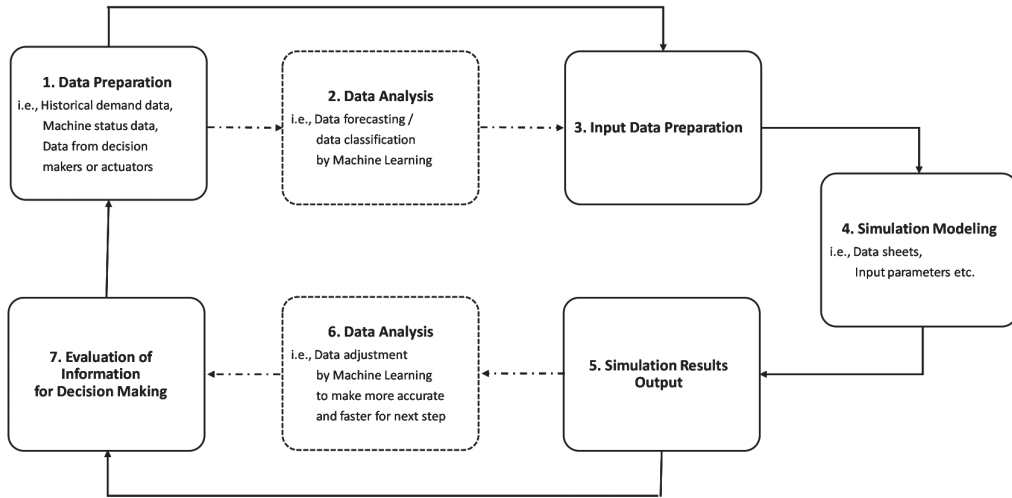 1. Data Preparation
i.e., Historical demand data,
Machine status data,
Data from decision
makers or actuators
2. Data Analysis
i.e., Data forecasting /
data classification
by Machine Learning
3. Input Data Preparation
4. Simulation Modeling
i.e., Data sheets,
Input parameters etc.
5. Simulation Results
Output
6. Data Analysis
i.e., Data adjustment
by Machine Learning
to make more accurate
and faster for next step
7. Evaluation of
Information
for Decision Making